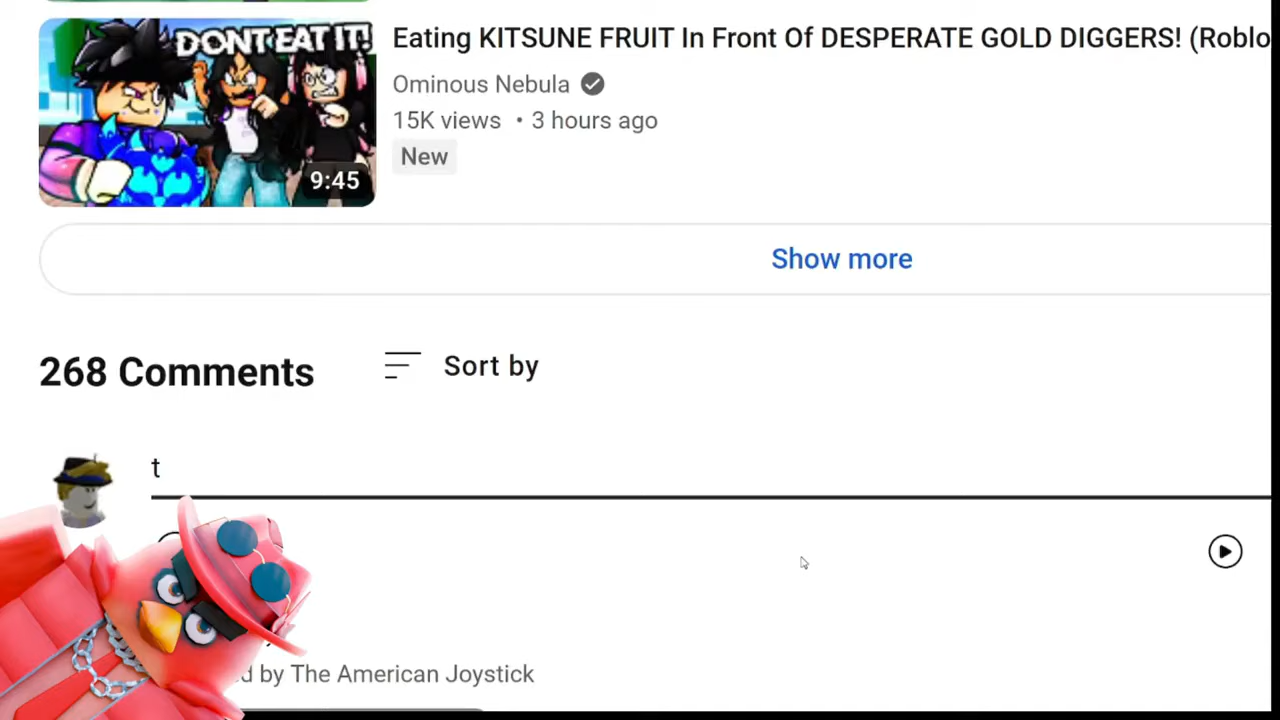 DONT EAT IT!
9:45
Eating KITSUNE FRUIT In Front Of DESPERATE GOLD DIGGERS! (Roblo
Ominous Nebula
15K views • 3 hours ago
New
Show more
268 Comments
Sort by
t
d by The American Joystick